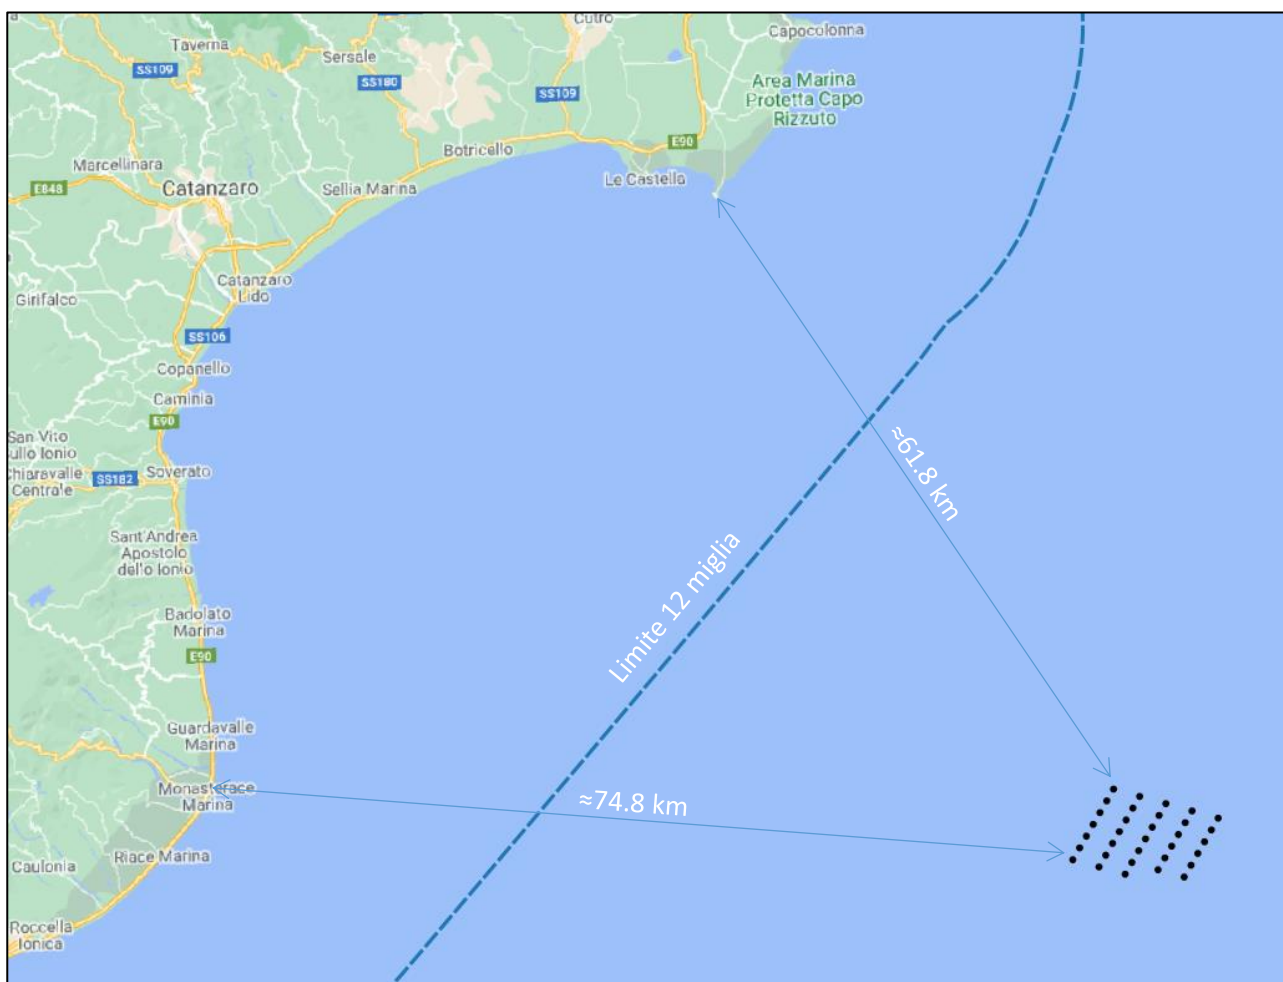 Cutro
Capocolonna
Taverna
Sersale
SS109
SS180
SS109
Area Marina
Protetta Capo
Rizzuto
E90
Botricello
Marcellinara
Le Castella
E848
Catanzaro
Sellia Marina
Catanzaro
Lido
Girifalco
SS106
Copanello
Caminia
E90
San Vito
ullo Ionio
Chiaravalle
Centrale
SS182
Soverato
≈61.8 km
Sant'Andrea
Apostolo
dello Ionio
Limite 12 miglia
Badolato
Marina
E90
Guardavalle
Marina
Monasterace
Marina
≈74.8 km
Riace Marina
Caulonia
Roccella
Ionica